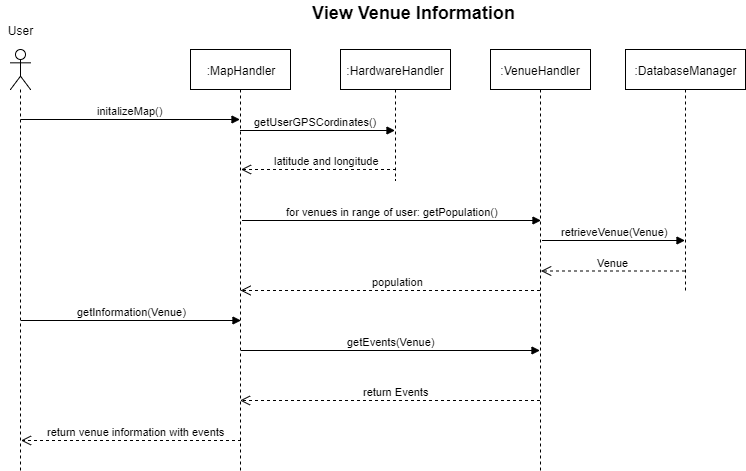 View Venue Information
User
:MapHandler
:HardwareHandler
:VenueHandler
:DatabaseManager
initalizeMap()
getUserGPSCordinates()
latitude and longitude
for venues in range of user: getPopulation()
retrieveVenue(Venue)
Venue
population
getInformation(Venue)
getEvents(Venue)
return Events
return venue information with events